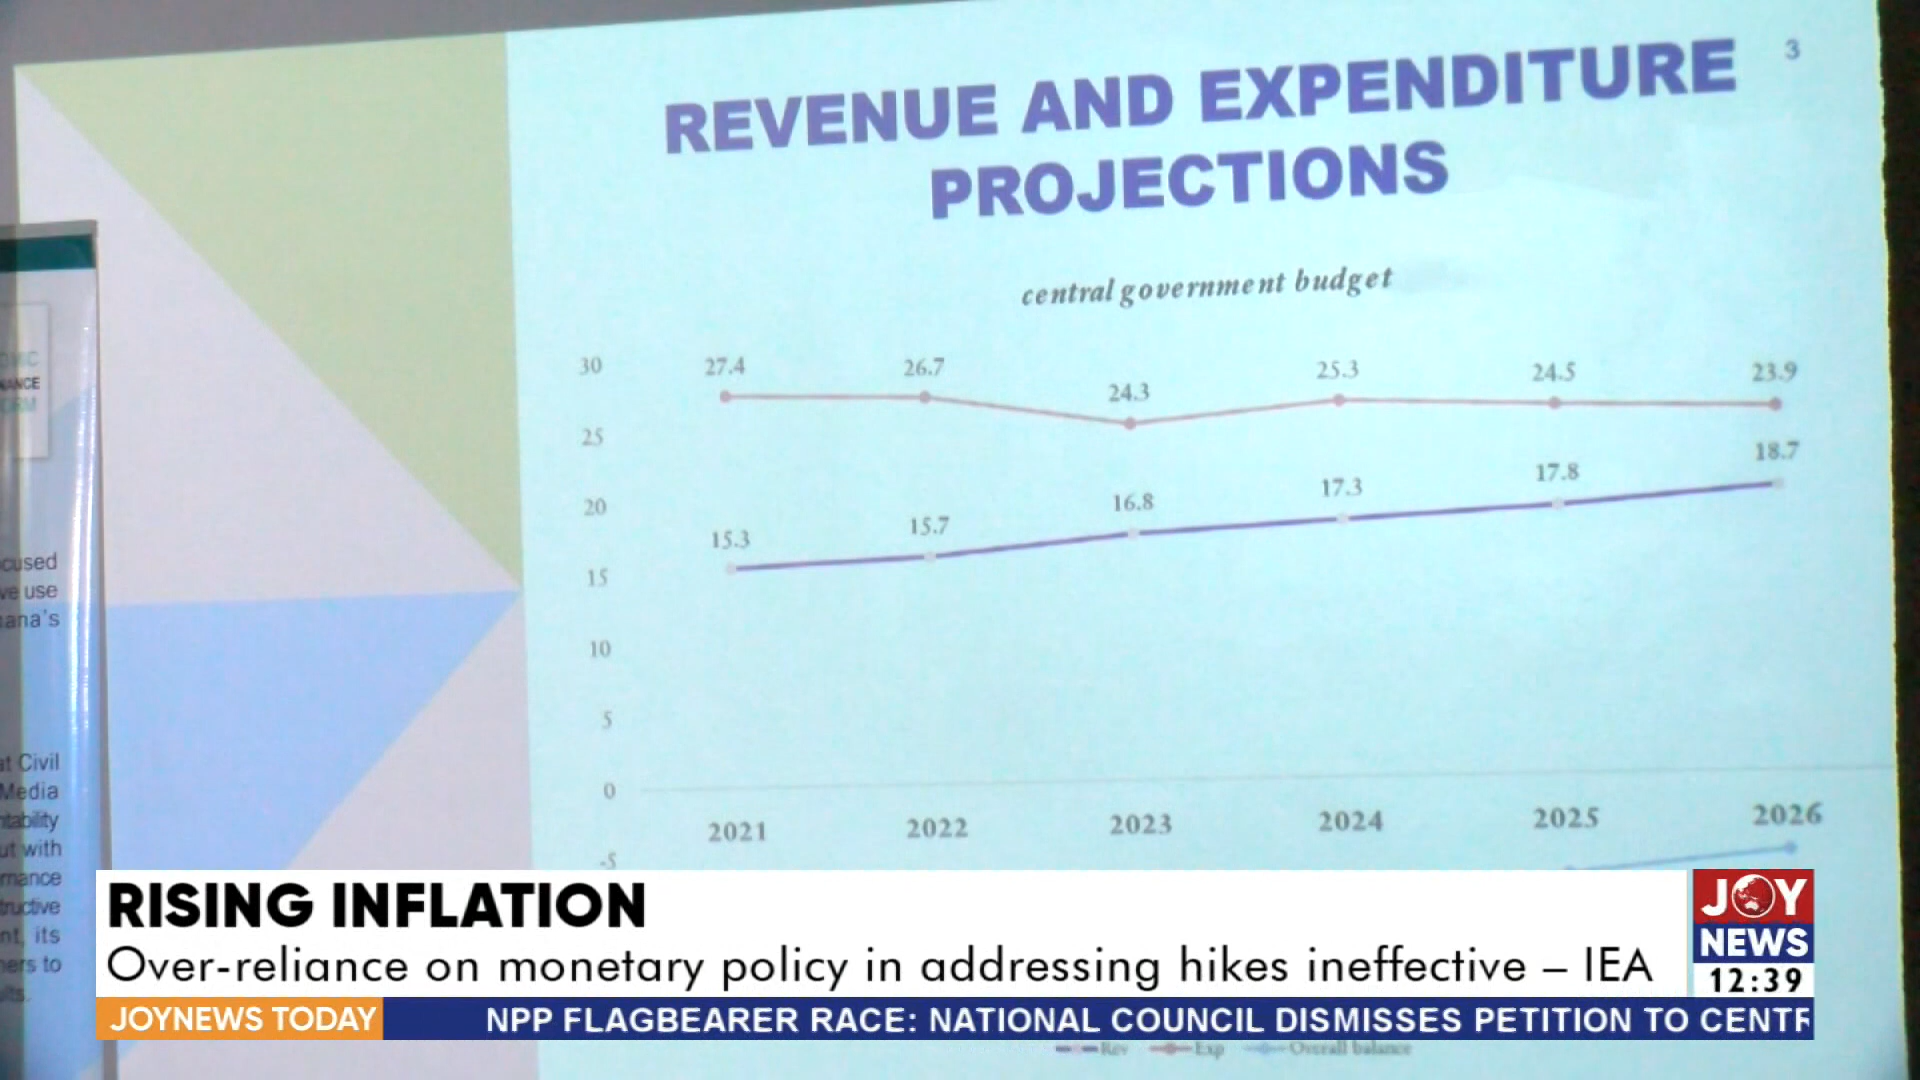 3
REVENUE AND EXPENDITURE
PROJECTIONS
central government budget
30
27.4
26.7
24.3
25.3
24.5
23.9
25
20
15.3
15.7
16.8
17.3
17.8
18.7
15
10
5
0
-5
2021
2022
2023
2024
2025
2026
Rev
Exp
Overall balance
cused
ve use
ana's
at Civil
Media
ntability
ut with
rnance
tructive
nt, its
ners to
RISING INFLATION
Over-reliance on monetary policy in addressing hikes ineffective – IEA
JOY
NEWS
12:39
JOYNEWS TODAY
NPP FLAGBEARER RACE: NATIONAL COUNCIL DISMISSES PETITION TO CENTR